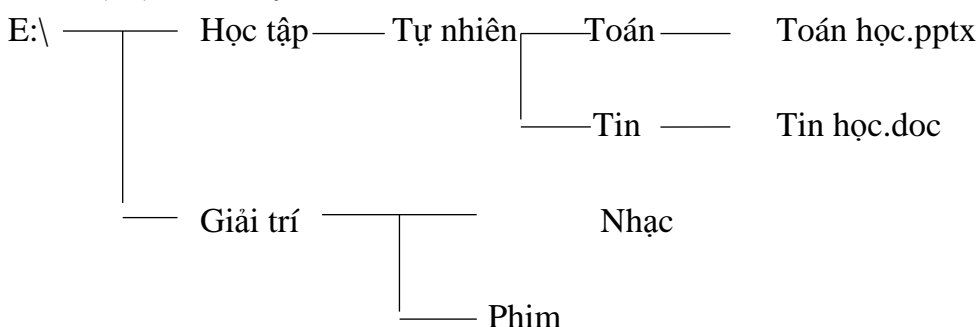 E:\ Học tập Tự nhiên Toán Toán học.pptx
Tin Tin học.doc
Giải trí Nhạc
Phim